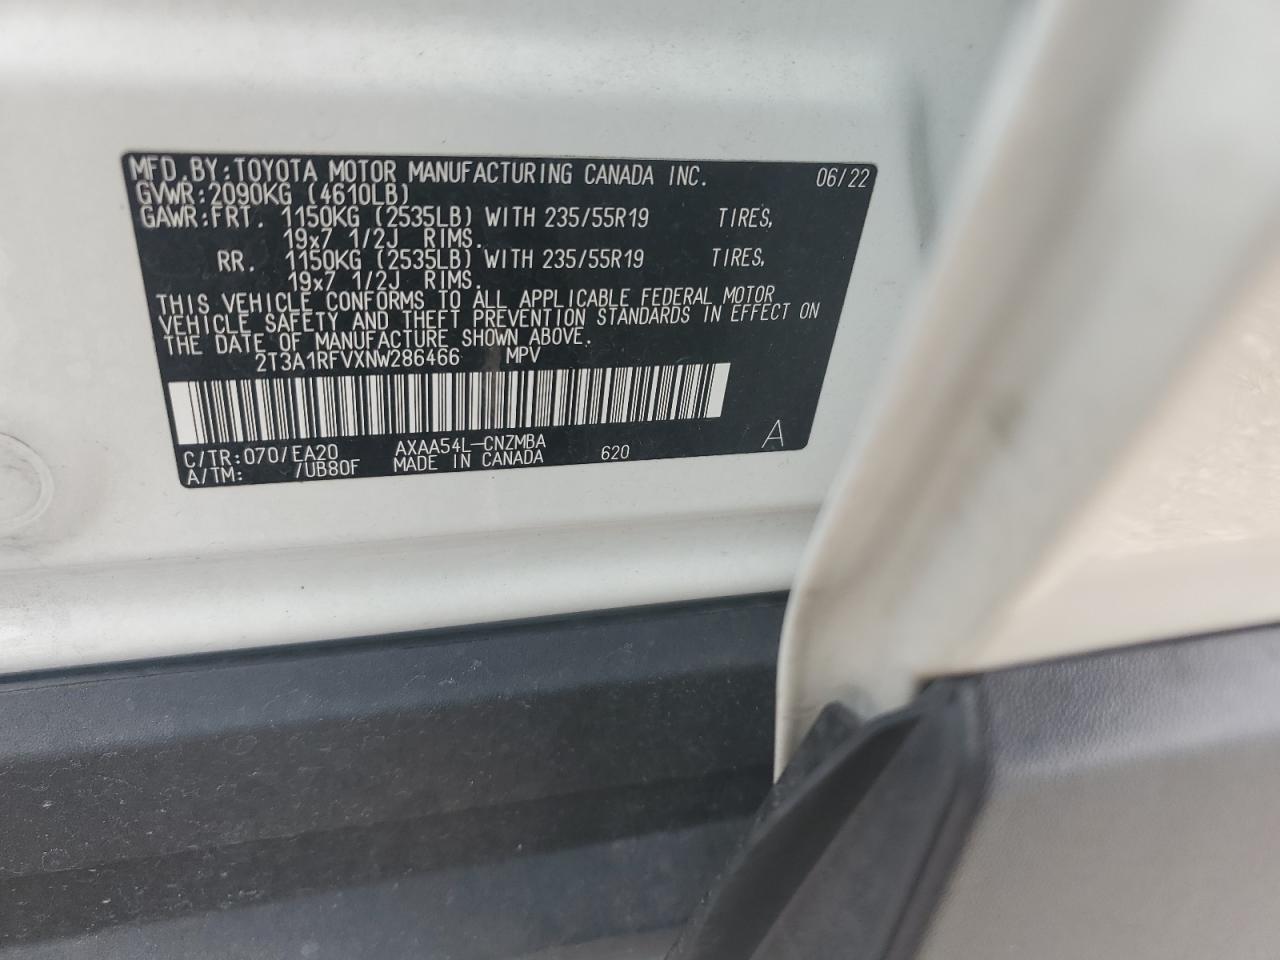 MFD.BY:TOYOTA MOTOR MANUFACTURING CANADA INC. 06/22
GVWR:2090KG (4610LB)
GAWR:FRT. 1150KG (2535LB) WITH 235/55R19 TIRES,
19x7 1/2J RIMS.
RR. 1150KG (2535LB) WITH 235/55R19 TIRES,
19x7 1/2J RIMS.
THIS VEHICLE CONFORMS TO ALL APPLICABLE FEDERAL MOTOR
VEHICLE SAFETY AND THEFT PREVENTION STANDARDS IN EFFECT ON
THE DATE OF MANUFACTURE SHOWN ABOVE.
2T3A1RFVXNW286466 MPV
C/TR:070/EA20 AXAA54L-CNZMBA 620 A
A/TM: /UB80F MADE IN CANADA